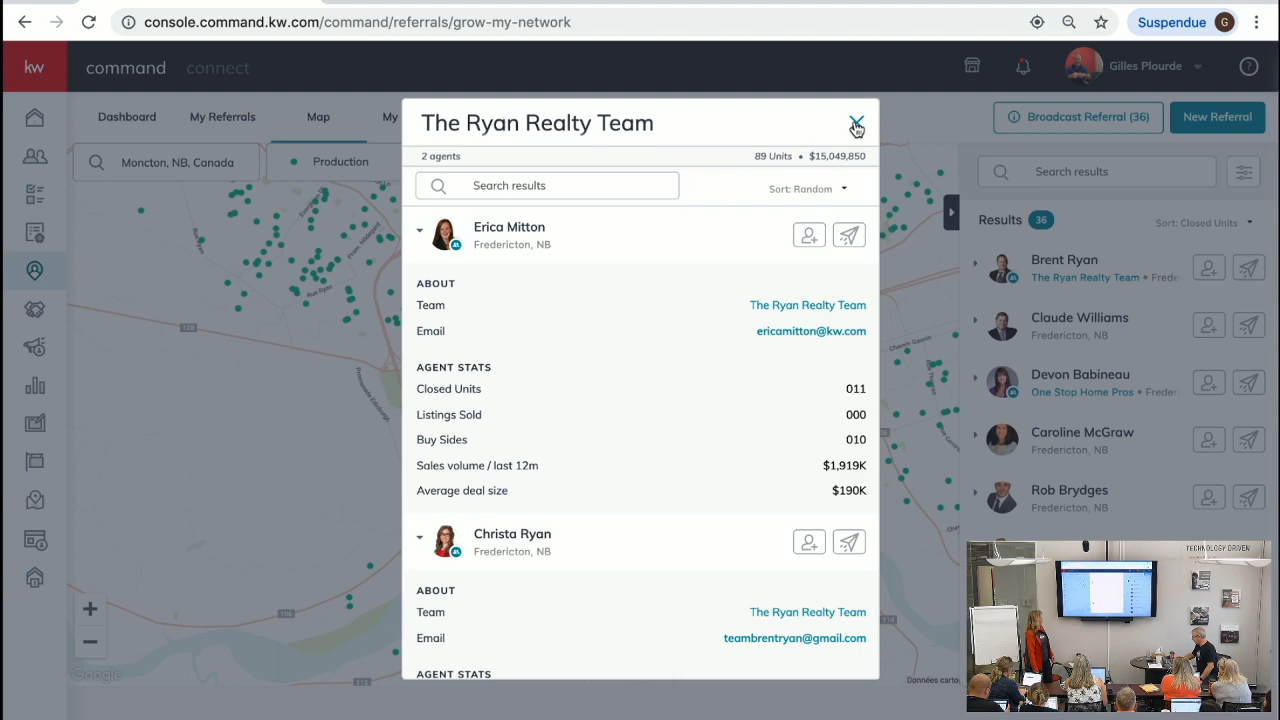 console.command.kw.com/command/referrals/grow-my-network
Suspendue
G
kw
command
connect
Gilles Plourde
Dashboard
My Referrals
Map
My
Broadcast Referral (36)
New Referral
Moncton, NB, Canada
Production
The Ryan Realty Team
2 agents
89 Units • $15,049,850
Search results
Sort: Random
Erica Mitton
Fredericton, NB
ABOUT
Team
The Ryan Realty Team
Email
ericamitton@kw.com
AGENT STATS
Closed Units
011
Listings Sold
000
Buy Sides
010
Sales volume / last 12m
$1,919K
Average deal size
$190K
Christa Ryan
Fredericton, NB
ABOUT
Team
The Ryan Realty Team
Email
teambrentryan@gmail.com
AGENT STATS
Search results
Results 36
Sort: Closed Units
Brent Ryan
The Ryan Realty Team • Frede
Claude Williams
Fredericton, NB
Devon Babineau
One Stop Home Pros • Freder
Caroline McGraw
Fredericton, NB
Rob Brydges
Fredericton, NB
128
106
Google
Données carto
TECHNOLOGY DRIVEN